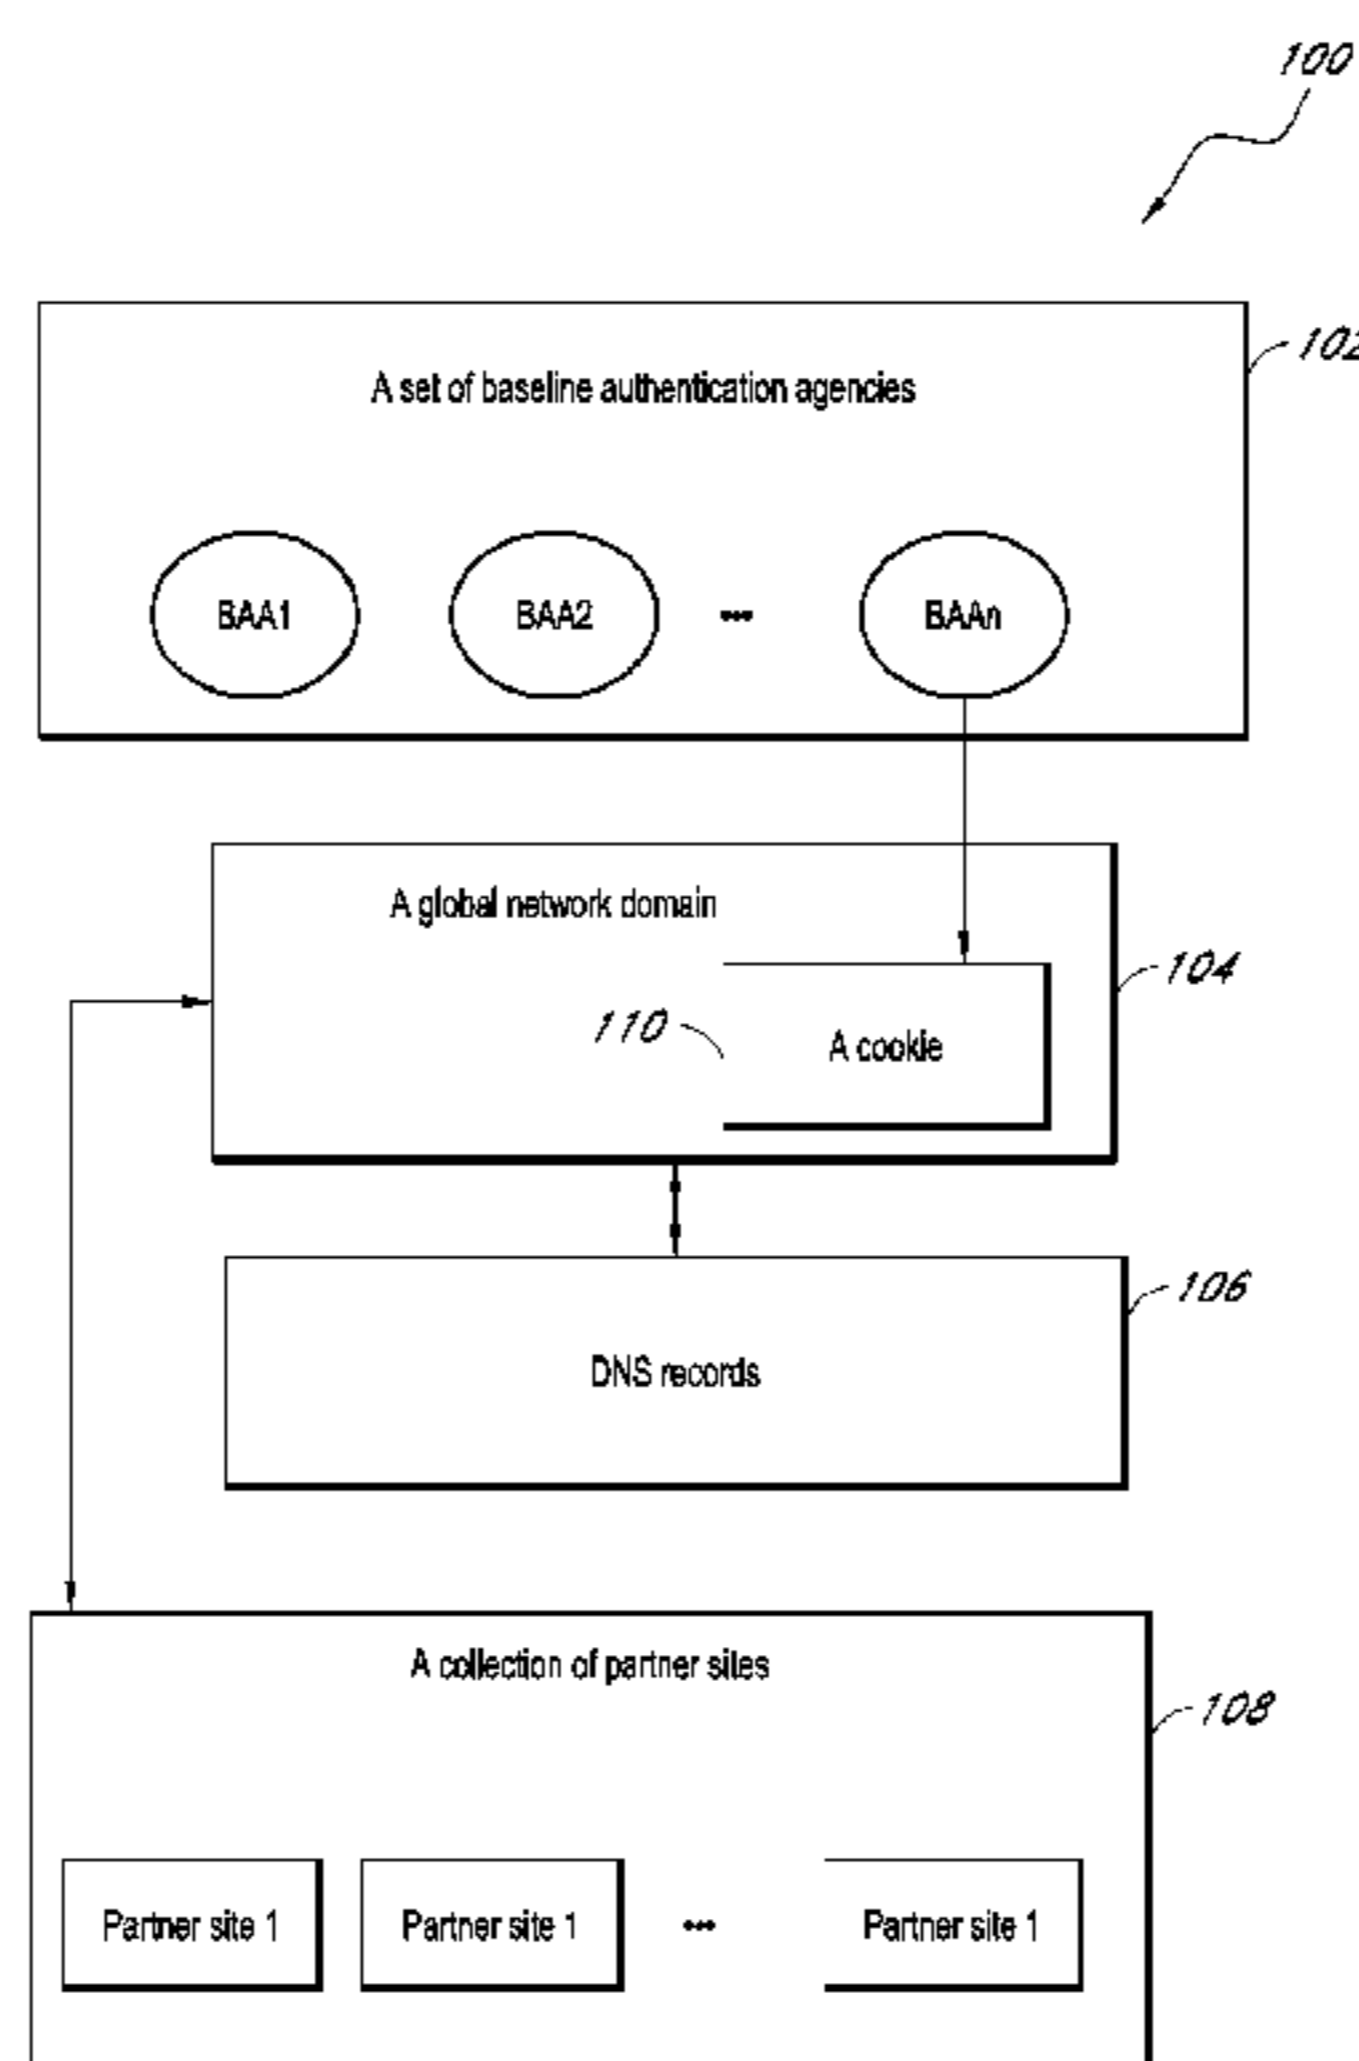 100
A set of baseline authentication agencies
102
BAA1 BAA2 ... BAAn
A global network domain
104
110 A cookie
106
DNS records
A collection of partner sites
108
Partner site 1 Partner site 1 ... Partner site 1